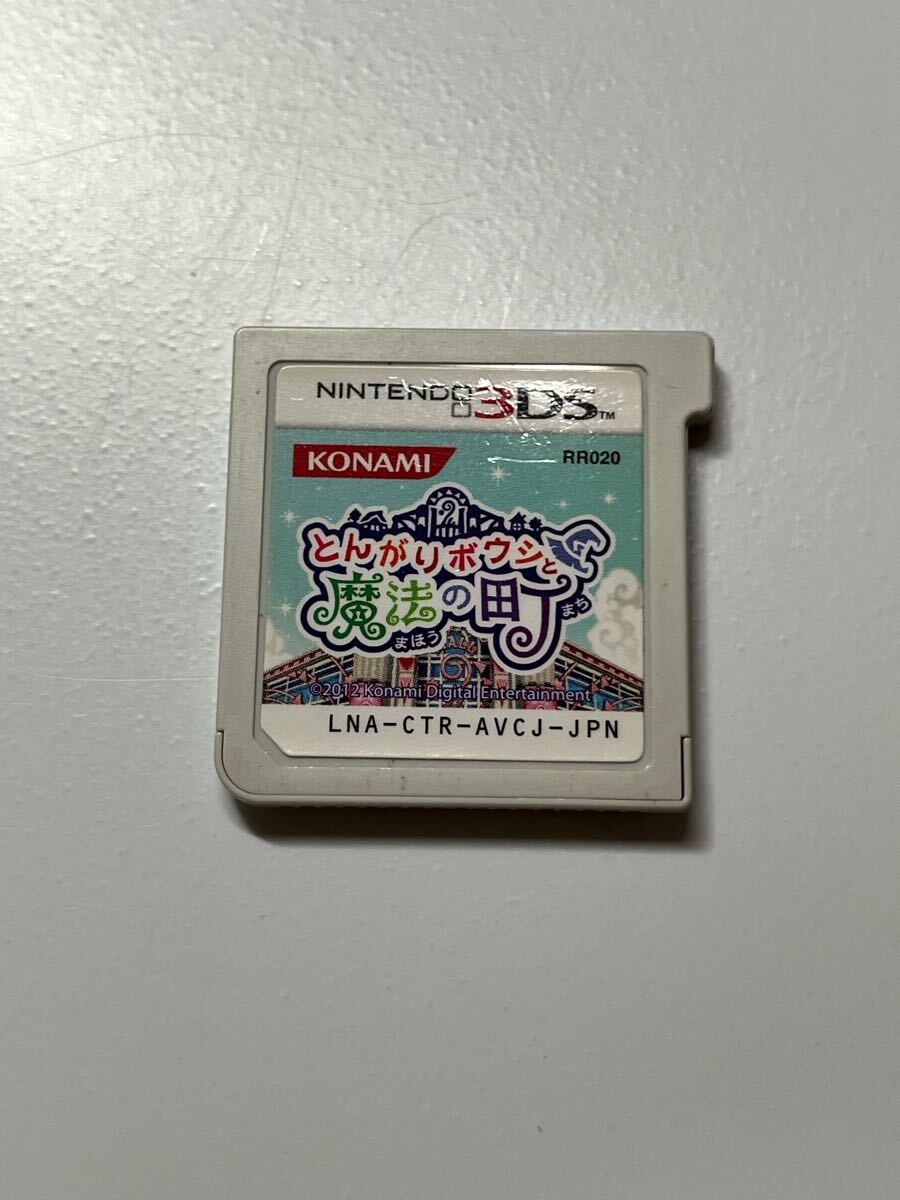 NINTENDO 3DS™
KONAMI
RR020
とんがりボウシと
魔法の町
まほう
まち
©2012 Konami Digital Entertainment
LNA-CTR-AVCJ-JPN